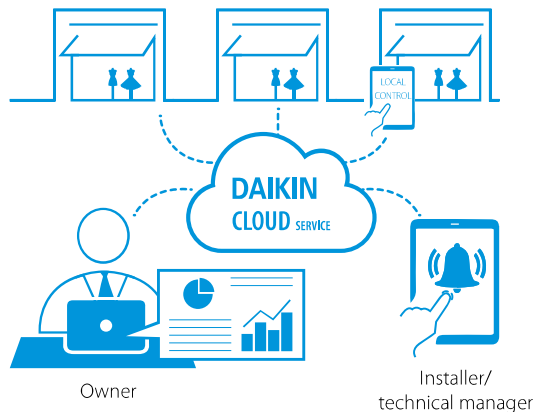 LOCAL
CONTROL
DAIKIN
CLOUD SERVICE
Owner
Installer/
technical manager